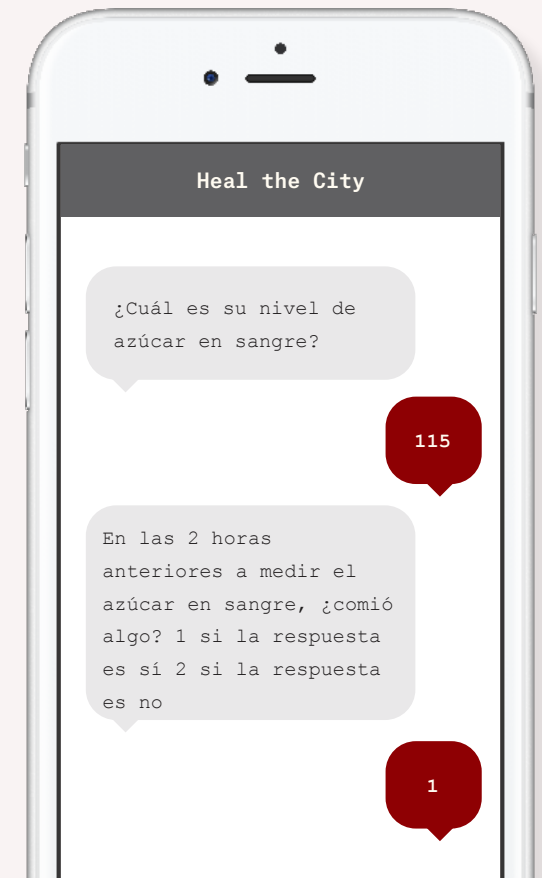 Heal the City
¿Cuál es su nivel de
azúcar en sangre?
115
En las 2 horas
anteriores a medir el
azúcar en sangre, ¿comió
algo? 1 si la respuesta
es sí 2 si la respuesta
es no
1